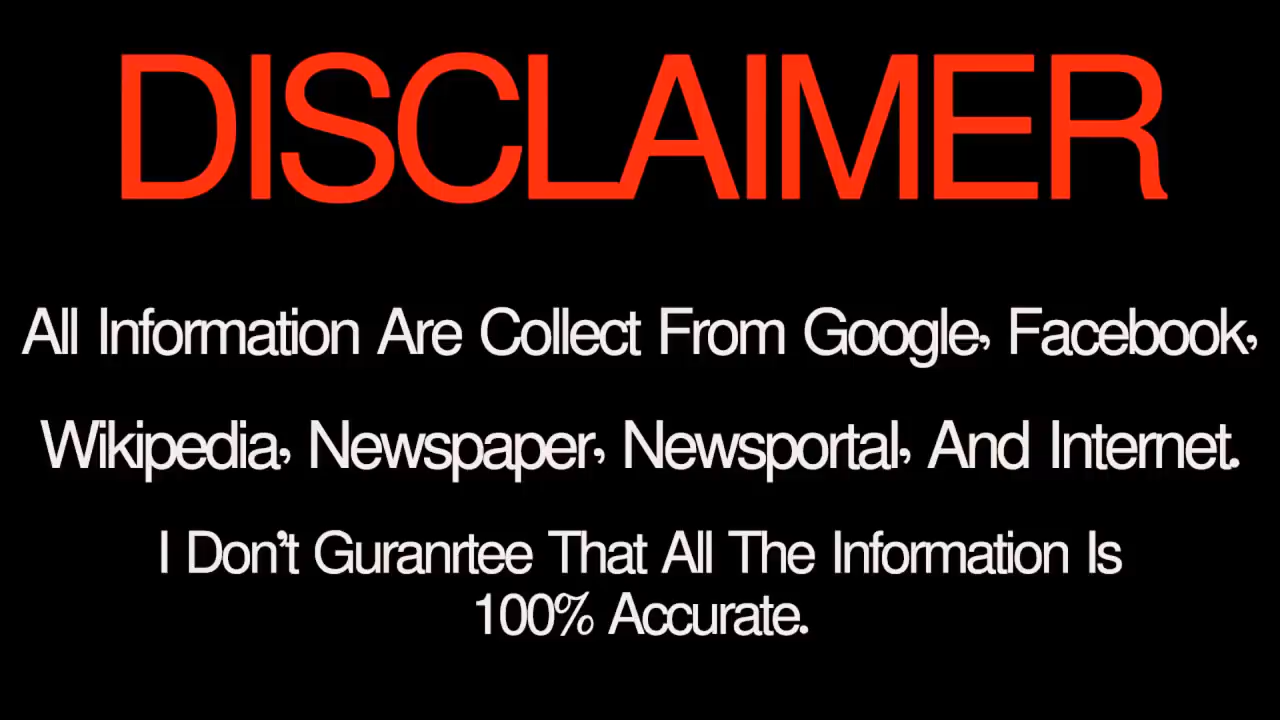 DISCLAIMER
All Information Are Collect From Google, Facebook,
Wikipedia, Newspaper, Newsportal, And Internet.
I Don't Guranrtee That All The Information Is
100% Accurate.